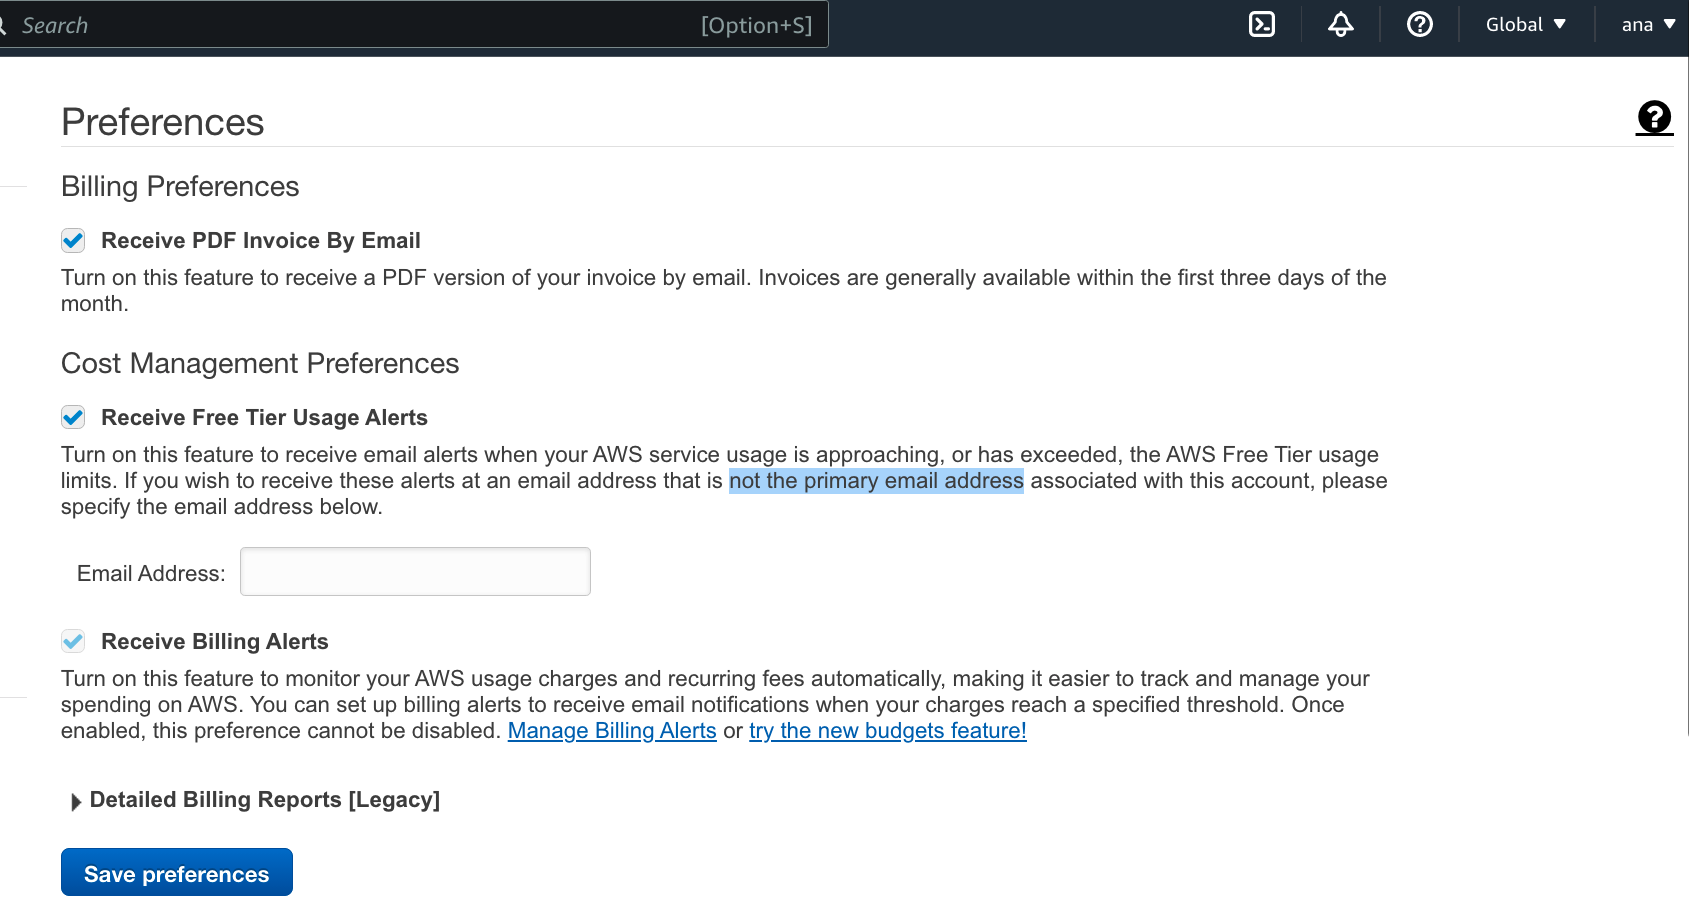 Search [Option+S] Global ana
Preferences
Billing Preferences
Receive PDF Invoice By Email
Turn on this feature to receive a PDF version of your invoice by email. Invoices are generally available within the first three days of the
month.
Cost Management Preferences
Receive Free Tier Usage Alerts
Turn on this feature to receive email alerts when your AWS service usage is approaching, or has exceeded, the AWS Free Tier usage
limits. If you wish to receive these alerts at an email address that is not the primary email address associated with this account, please
specify the email address below.
Email Address:
Receive Billing Alerts
Turn on this feature to monitor your AWS usage charges and recurring fees automatically, making it easier to track and manage your
spending on AWS. You can set up billing alerts to receive email notifications when your charges reach a specified threshold. Once
enabled, this preference cannot be disabled. Manage Billing Alerts or try the new budgets feature!
Detailed Billing Reports [Legacy]
Save preferences